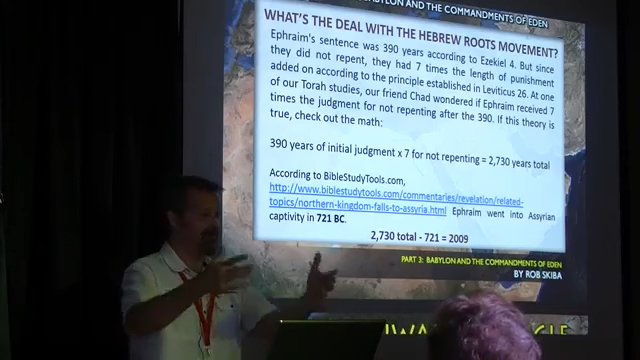 BABYLON AND THE COMMANDMENTS OF EDEN
WHAT'S THE DEAL WITH THE HEBREW ROOTS MOVEMENT?
Ephraim's sentence was 390 years according to Ezekiel 4. But since
they did not repent, they had 7 times the length of punishment
added on according to the principle established in Leviticus 26. At one
of our Torah studies, our friend Chad wondered if Ephraim received 7
times the judgment for not repenting after the 390. If this theory is
true, check out the math:
390 years of initial judgment x 7 for not repenting = 2,730 years total
According to BibleStudyTools.com,
http://www.biblestudytools.com/commentaries/revelation/related-
topics/northern-kingdom-falls-to-assyria.html Ephraim went into Assyrian
captivity in 721 BC.
2,730 total - 721 = 2009
PART 3: BABYLON AND THE COMMANDMENTS OF EDEN
BY ROB SKIBA